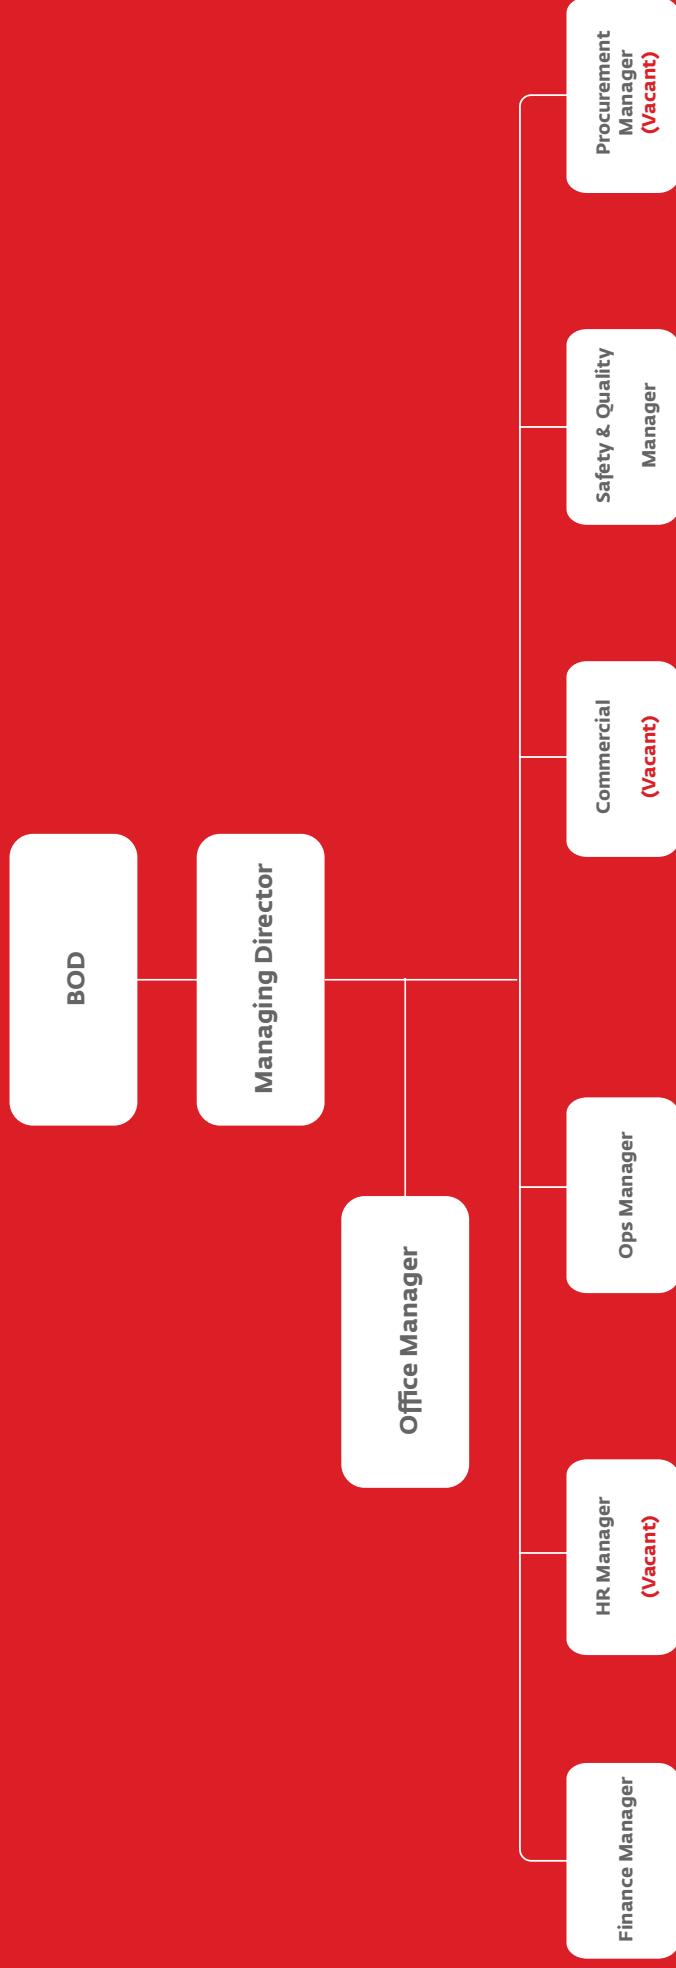 BOD
Managing Director
Office Manager
Finance Manager
HR Manager
(Vacant)
Ops Manager
Commercial
(Vacant)
Safety & Quality
Manager
Procurement
Manager
(Vacant)